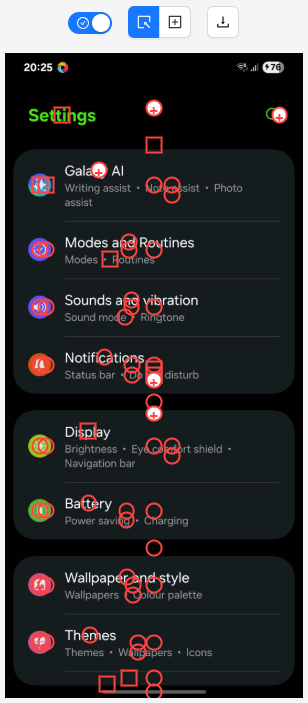 20:25
76
Settings
Galaxy AI
Writing assist • Note assist • Photo
assist
Modes and Routines
Modes • Routines
Sounds and vibration
Sound mode • Ringtone
Notifications
Status bar • Do not disturb
Display
Brightness • Eye comfort shield •
Navigation bar
Battery
Power saving • Charging
Wallpaper and style
Wallpapers • Colour palette
Themes
Themes • Wallpapers • Icons